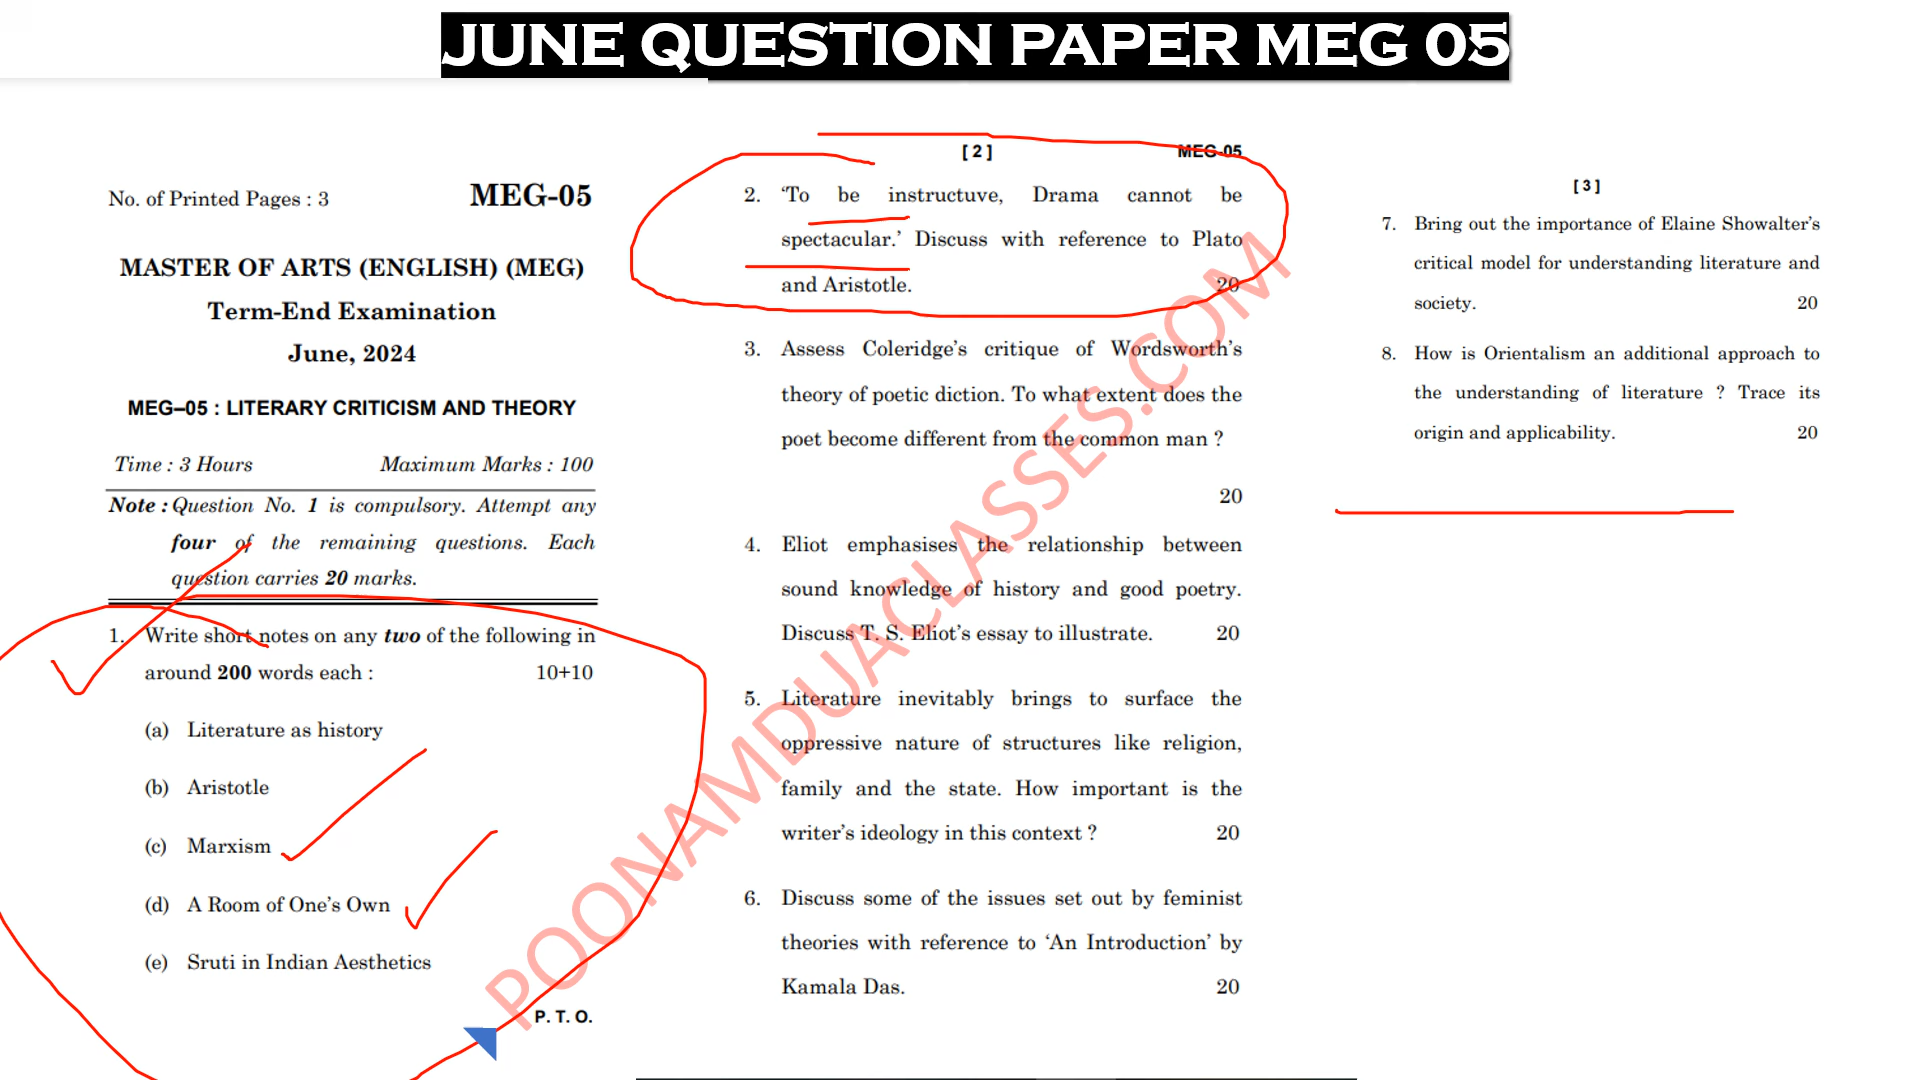 JUNE QUESTION PAPER MEG 05
No. of Printed Pages : 3 MEG-05
MASTER OF ARTS (ENGLISH) (MEG)
Term-End Examination
June, 2024
MEG–05 : LITERARY CRITICISM AND THEORY
Time : 3 Hours Maximum Marks : 100
Note : Question No. 1 is compulsory. Attempt any
four of the remaining questions. Each
question carries 20 marks.
1. Write short notes on any two of the following in
around 200 words each : 10+10
(a) Literature as history
(b) Aristotle
(c) Marxism
(d) A Room of One’s Own
(e) Sruti in Indian Aesthetics
P. T. O.
[ 2 ] MEG-05
2. ‘To be instructuve, Drama cannot be
spectacular.’ Discuss with reference to Plato
and Aristotle. 20
3. Assess Coleridge’s critique of Wordsworth’s
theory of poetic diction. To what extent does the
poet become different from the common man ?
20
4. Eliot emphasises the relationship between
sound knowledge of history and good poetry.
Discuss T. S. Eliot’s essay to illustrate. 20
5. Literature inevitably brings to surface the
oppressive nature of structures like religion,
family and the state. How important is the
writer’s ideology in this context ? 20
6. Discuss some of the issues set out by feminist
theories with reference to ‘An Introduction’ by
Kamala Das. 20
[ 3 ]
7. Bring out the importance of Elaine Showalter’s
critical model for understanding literature and
society. 20
8. How is Orientalism an additional approach to
the understanding of literature ? Trace its
origin and applicability. 20
POONAMDUACLASSES.COM